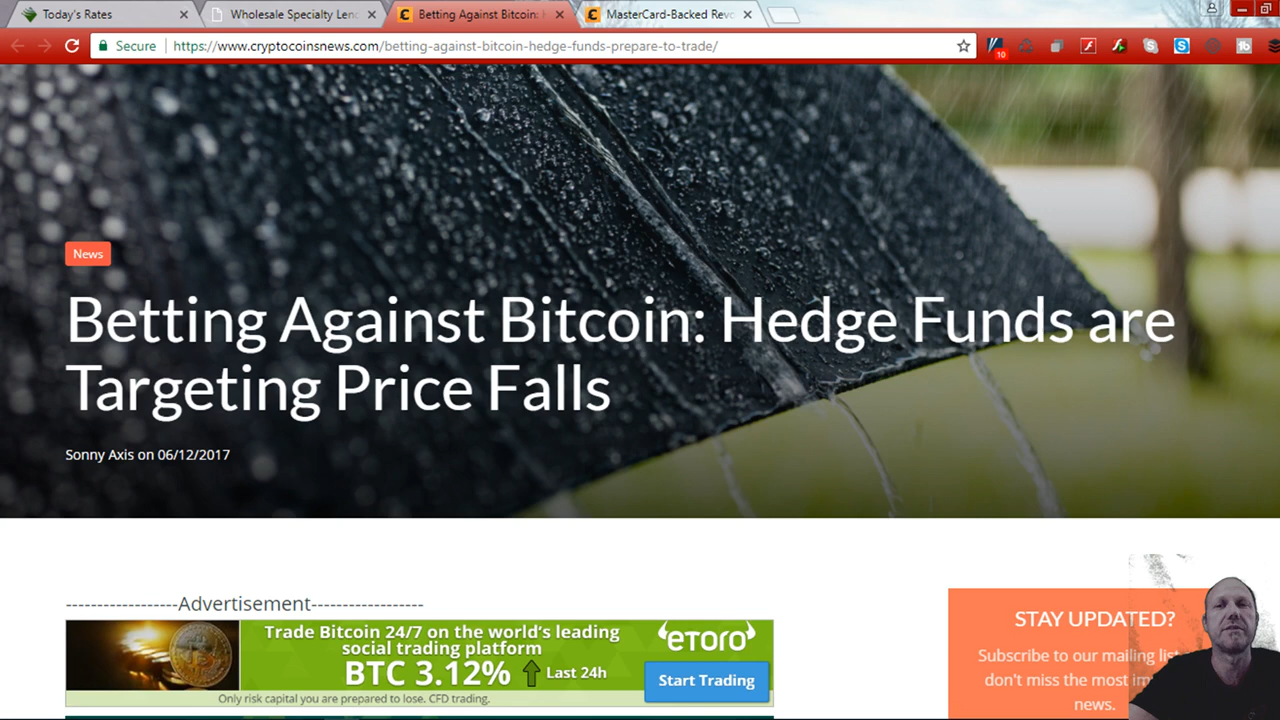 Today's Rates
Wholesale Specialty Len
Betting Against Bitcoin: H
MasterCard-Backed Revo
Secure
https://www.cryptocoinsnews.com/betting-against-bitcoin-hedge-funds-prepare-to-trade/
10
News
Betting Against Bitcoin: Hedge Funds are
Targeting Price Falls
Sonny Axis on 06/12/2017
------------------Advertisement------------------
Trade Bitcoin 24/7 on the world's leading
social trading platform
BTC 3.12% Last 24h
Only risk capital you are prepared to lose. CFD trading.
eToro
Start Trading
STAY UPDATED?
Subscribe to our mailing list
don't miss the most im
news.